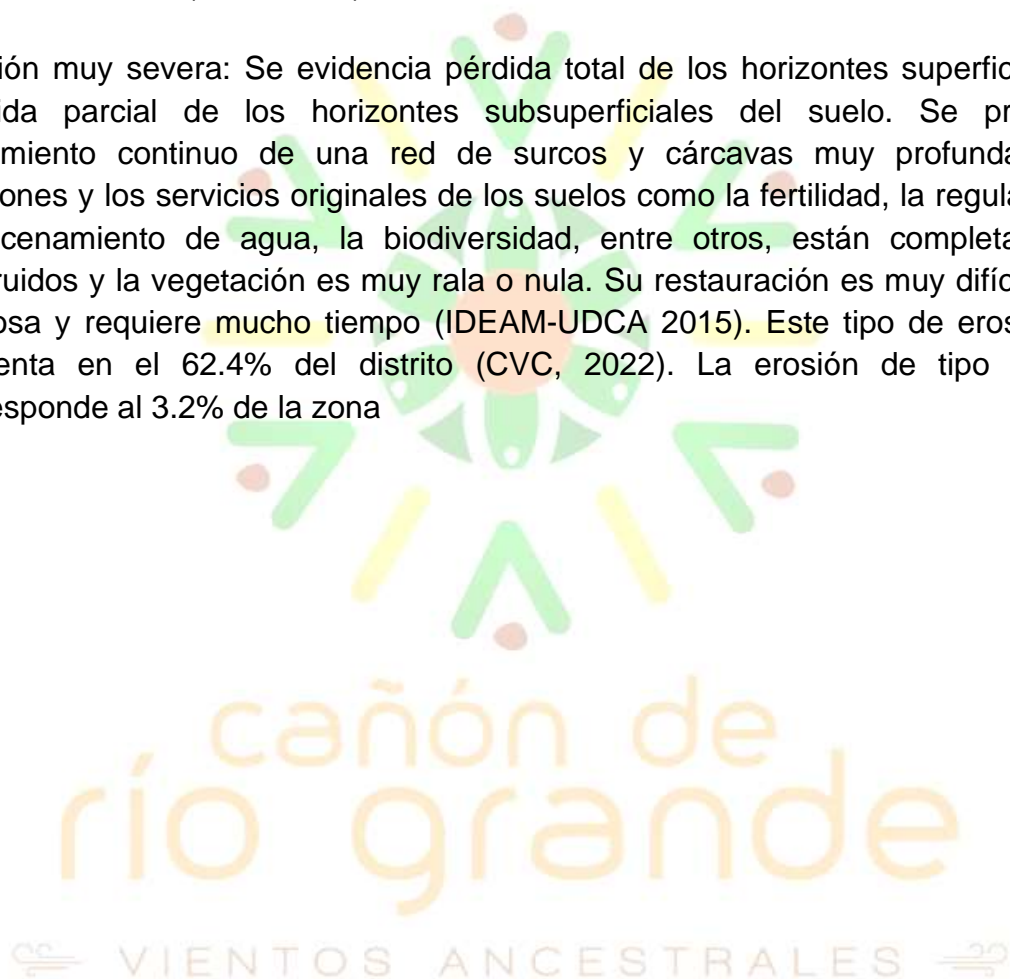 ión muy severa: Se evidencia pérdida total de los horizontes superfic
ida parcial de los horizontes subsuperficiales del suelo. Se pr
miento continuo de una red de surcos y cárcavas muy profunda
ones y los servicios originales de los suelos como la fertilidad, la regula
cenamiento de agua, la biodiversidad, entre otros, están completa
ruidos y la vegetación es muy rala o nula. Su restauración es muy difíc
osa y requiere mucho tiempo (IDEAM-UDCA 2015). Este tipo de eros
enta en el 62.4% del distrito (CVC, 2022). La erosión de tipo
esponde al 3.2% de la zona
cañón de
río grande
VIENTOS ANCESTRALES